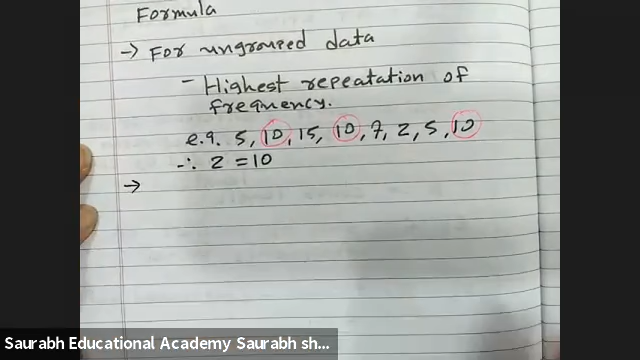 Formula
→ For ungrouped data
- Highest repeatation of
frequency.
e.g. 5, 10, 15, 10, 7, 2, 5, 10
∴ Z = 10
→
Saurabh Educational Academy Saurabh sh...